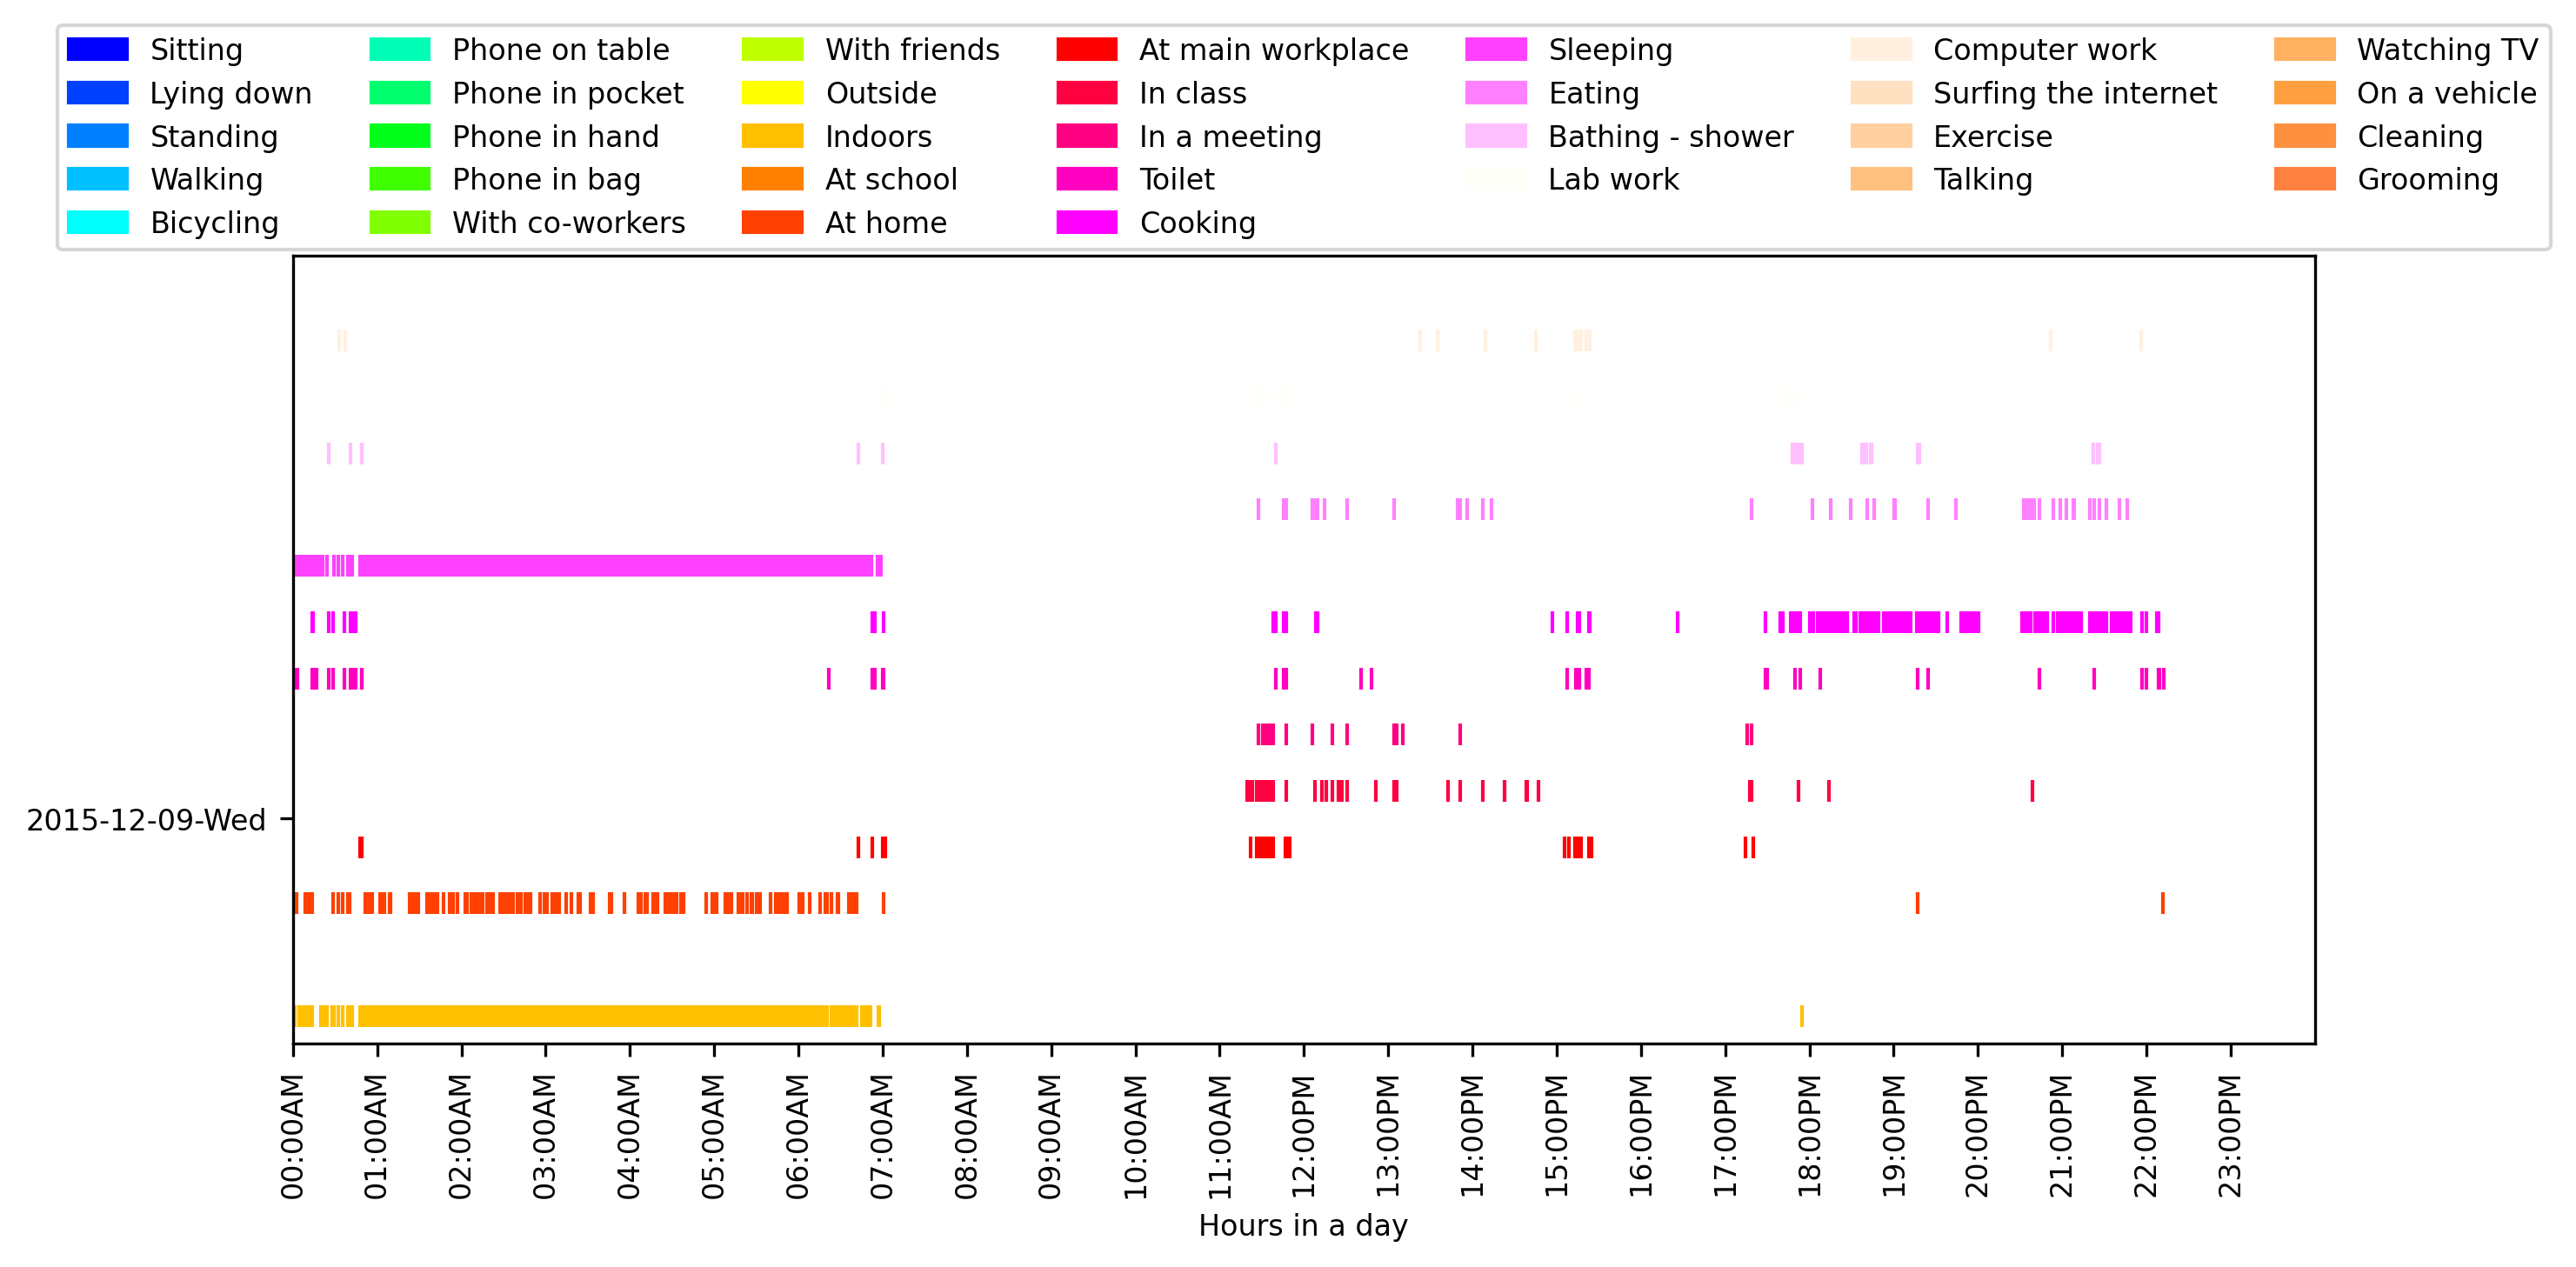 Sitting
Lying down
Standing
Walking
Bicycling
Phone on table
Phone in pocket
Phone in hand
Phone in bag
With co-workers
With friends
Outside
Indoors
At school
At home
At main workplace
In class
In a meeting
Toilet
Cooking
Sleeping
Eating
Bathing - shower
Lab work
Computer work
Surfing the internet
Exercise
Talking
Watching TV
On a vehicle
Cleaning
Grooming
2015-12-09-Wed
00:00AM
01:00AM
02:00AM
03:00AM
04:00AM
05:00AM
06:00AM
07:00AM
08:00AM
09:00AM
10:00AM
11:00AM
12:00PM
13:00PM
14:00PM
15:00PM
16:00PM
17:00PM
18:00PM
19:00PM
20:00PM
21:00PM
22:00PM
23:00PM
Hours in a day